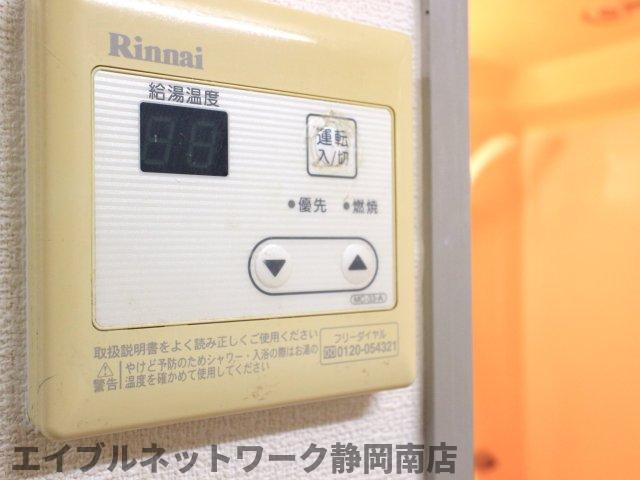 Rinnai
給湯温度
運転
入/切
優先
燃焼
▼ ▲
MC-33-A
取扱説明書をよく読み正しくご使用ください
フリーダイヤル
0120-054321
警告
やけど予防のためシャワー・入浴の際はお湯の
温度を確かめて使用してください
エイブルネットワーク静岡南店